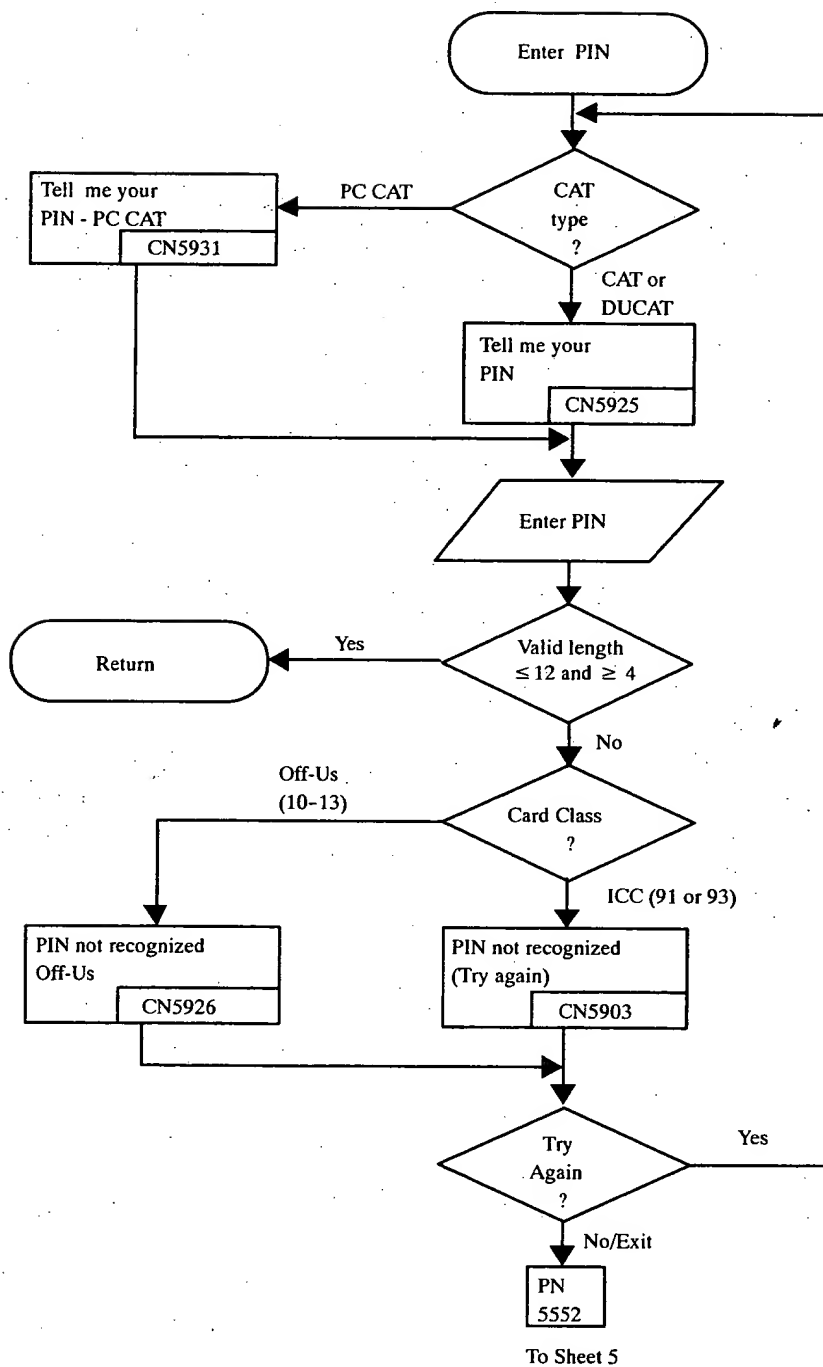 Enter PIN
CAT
type
?
PC CAT
Tell me your
PIN - PC CAT
CN5931
CAT or
DUCAT
Tell me your
PIN
CN5925
Enter PIN
Valid length
≤ 12 and ≥ 4
Yes
Return
No
Card Class
?
Off-Us
(10-13)
ICC (91 or 93)
PIN not recognized
Off-Us
CN5926
PIN not recognized
(Try again)
CN5903
Try
Again
?
Yes
No/Exit
PN
5552
To Sheet 5